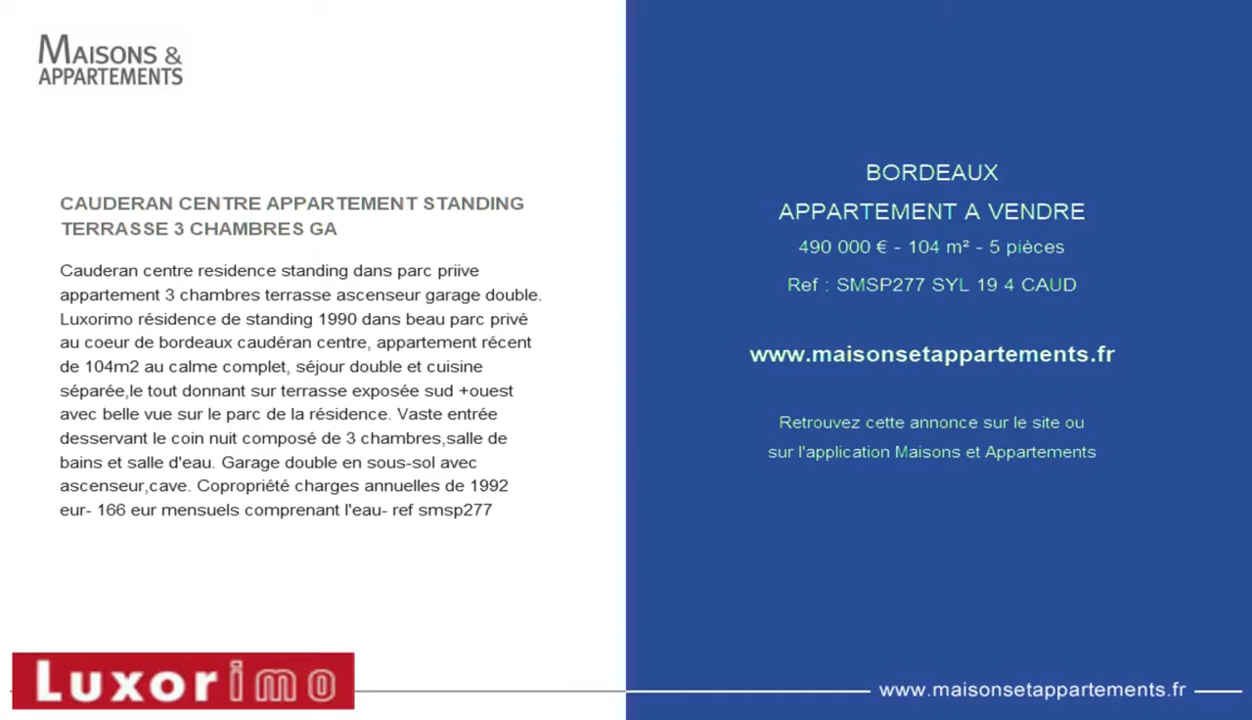 MAISONS &
APPARTEMENTS
CAUDERAN CENTRE APPARTEMENT STANDING
TERRASSE 3 CHAMBRES GA
Cauderan centre residence standing dans parc priive
appartement 3 chambres terrasse ascenseur garage double.
Luxorimo résidence de standing 1990 dans beau parc privé
au coeur de bordeaux caudéran centre, appartement récent
de 104m2 au calme complet, séjour double et cuisine
séparée,le tout donnant sur terrasse exposée sud +ouest
avec belle vue sur le parc de la résidence. Vaste entrée
desservant le coin nuit composé de 3 chambres,salle de
bains et salle d'eau. Garage double en sous-sol avec
ascenseur,cave. Copropriété charges annuelles de 1992
eur- 166 eur mensuels comprenant l'eau- ref smsp277
Luxorimo
BORDEAUX
APPARTEMENT A VENDRE
490 000 € - 104 m² - 5 pièces
Ref : SMSP277 SYL 19 4 CAUD
www.maisonsetappartements.fr
Retrouvez cette annonce sur le site ou
sur l'application Maisons et Appartements
www.maisonsetappartements.fr